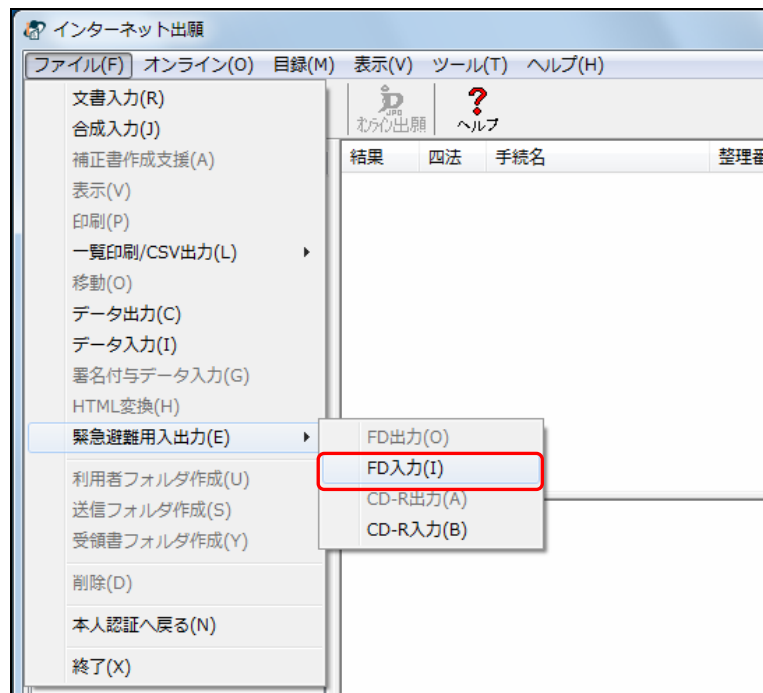 インターネット出願
ファイル(F) オンライン(O) 目録(M) 表示(V) ツール(T) ヘルプ(H)
文書入力(R)
合成入力(J)
補正書作成支援(A)
表示(V)
印刷(P)
一覧印刷/CSV出力(L)
移動(O)
データ出力(C)
データ入力(I)
署名付与データ入力(G)
HTML変換(H)
緊急避難用入出力(E)
利用者フォルダ作成(U)
送信フォルダ作成(S)
受領書フォルダ作成(Y)
削除(D)
本人認証へ戻る(N)
終了(X)
JPO
オンライン出願 ヘルプ
結果 四法 手続名 整理番
FD出力(O)
FD入力(I)
CD-R出力(A)
CD-R入力(B)